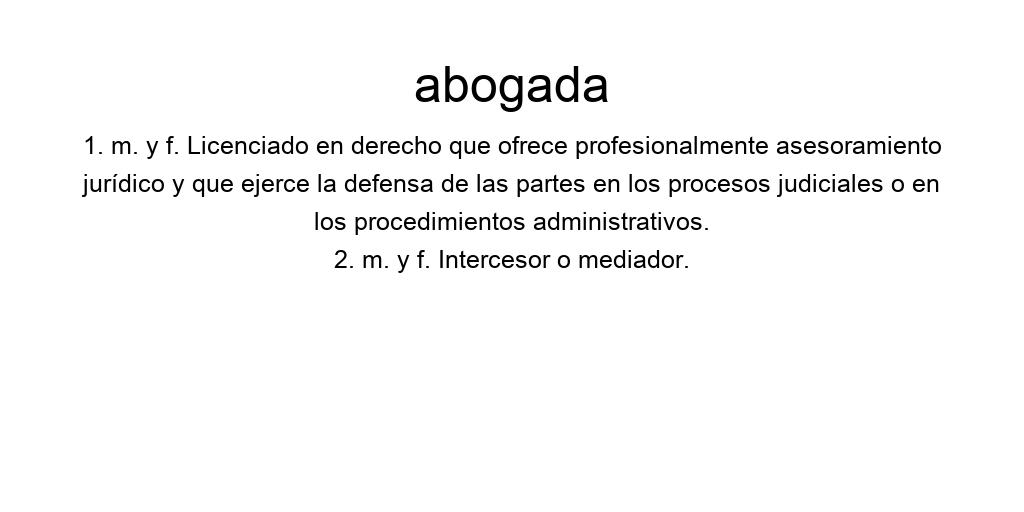 abogada
1. m. y f. Licenciado en derecho que ofrece profesionalmente asesoramiento
jurídico y que ejerce la defensa de las partes en los procesos judiciales o en
los procedimientos administrativos.
2. m. y f. Intercesor o mediador.